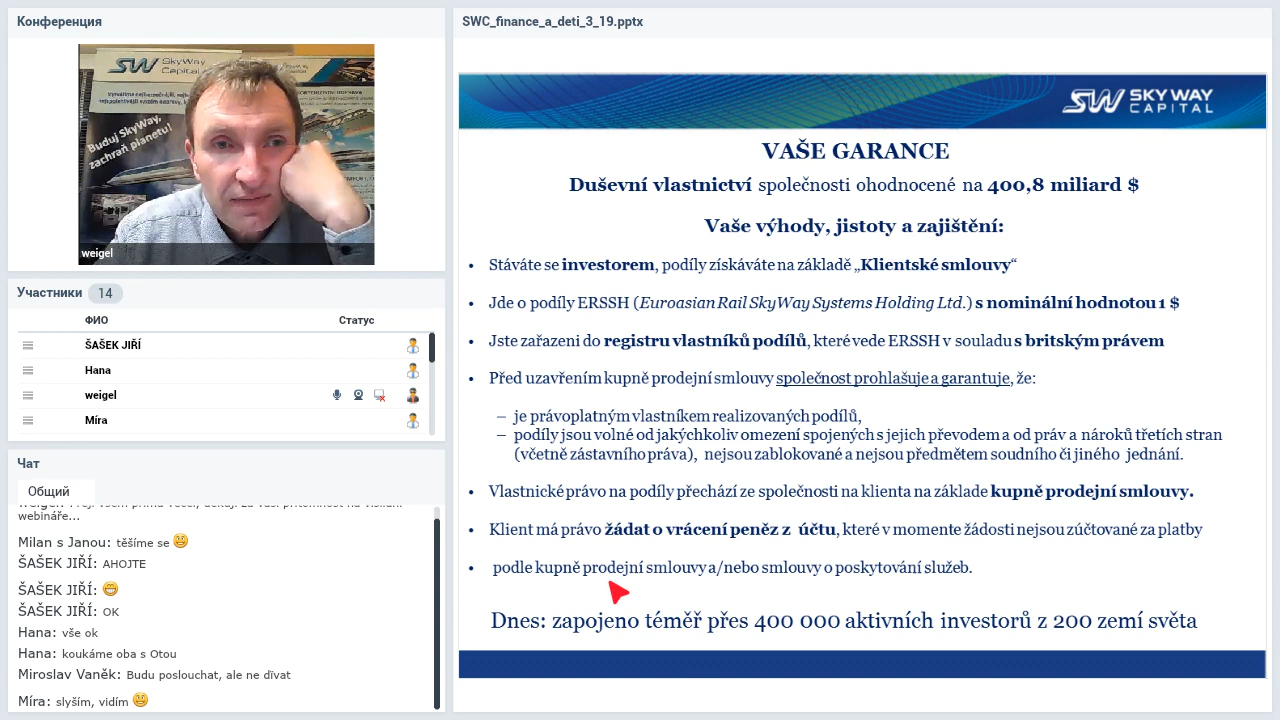 Конференция
SW SKYWAY CAPITAL
Buduj SkyWay,
zachraň planetu!
weigel
Участники 14
ФИО Статус
ŠAŠEK JIŘÍ
Hana
weigel
Míra
Чат
Общий
webináře...
Milan s Janou: těšíme se
ŠAŠEK JIŘÍ: AHOJTE
ŠAŠEK JIŘÍ:
ŠAŠEK JIŘÍ: OK
Hana: vše ok
Hana: koukáme oba s Otou
Miroslav Vaněk: Budu poslouchat, ale ne dïvat
Míra: slyším, vidím
SWC_finance_a_deti_3_19.pptx
SW SKY WAY
CAPITAL
VAŠE GARANCE
Duševní vlastnictví společnosti ohodnocené na 400,8 miliard $
Vaše výhody, jistoty a zajištění:
• Stáváte se investorem, podíly získáváte na základě „Klientské smlouvy“
• Jde o podíly ERSSH (Euroasian Rail SkyWay Systems Holding Ltd.) s nominální hodnotou 1 $
• Jste zařazeni do registru vlastníků podílů, které vede ERSSH v souladu s britským právem
• Před uzavřením kupně prodejní smlouvy společnost prohlašuje a garantuje, že:
– je právoplatným vlastníkem realizovaných podílů,
– podíly jsou volné od jakýchkoliv omezení spojených s jejich převodem a od práv a nároků třetích stran
(včetně zástavního práva), nejsou zablokované a nejsou předmětem soudního či jiného jednání.
• Vlastnické právo na podíly přechází ze společnosti na klienta na základe kupně prodejní smlouvy.
• Klient má právo žádat o vrácení peněz z účtu, které v momente žádosti nejsou zúčtované za platby
• podle kupně prodejní smlouvy a/nebo smlouvy o poskytování služeb.
Dnes: zapojeno téměř přes 400 000 aktivních investorů z 200 zemí světa